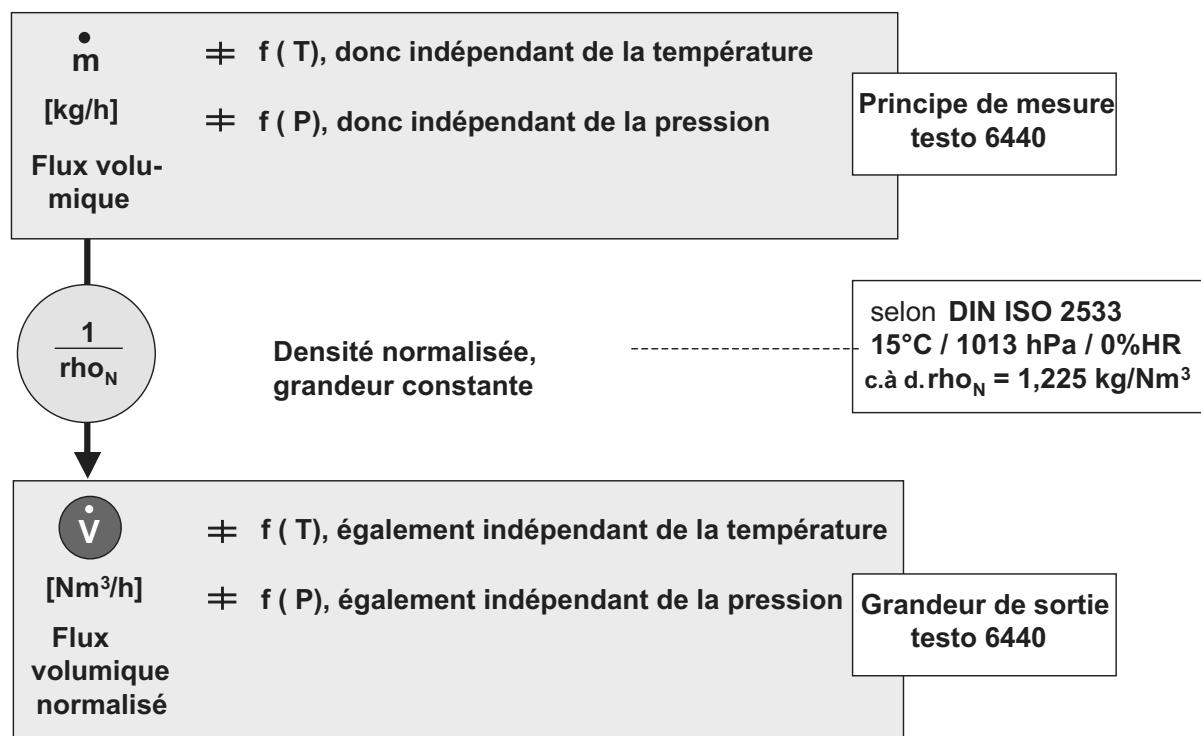 ṁ ≠ f ( T), donc indépendant de la température
[kg/h] ≠ f ( P), donc indépendant de la pression
Flux volu-
mique
Principe de mesure
testo 6440
1
rho_N
Densité normalisée,
grandeur constante
selon DIN ISO 2533
15°C / 1013 hPa / 0%HR
c.à d. rho_N = 1,225 kg/Nm³
V̇ ≠ f ( T), également indépendant de la température
[Nm³/h] ≠ f ( P), également indépendant de la pression
Flux
volumique
normalisé
Grandeur de sortie
testo 6440